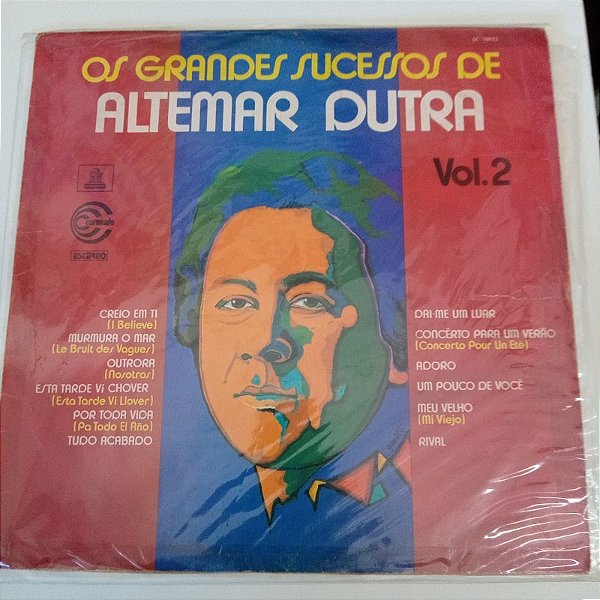 OS GRANDES SUCESSOS DE
ALTEMAR DUTRA
Vol. 2
coronado
ESTÉREO
CREIO EM TI
(I Believe)
MURMURA O MAR
(Le Bruit des Vagues)
OUTRORA
(Nosotros)
ESTA TARDE Vi CHOVER
(Esta Tarde Vi Llover)
POR TODA VIDA
(Pa Todo El Año)
TUDO ACABADO
DAI-ME UM LUAR
CONCÊRTO PARA UM VERÃO
(Concerto Pour Un Etè)
ADORO
UM POUCO DE VOCÊ
MEU VELHO
(Mi Viejo)
RIVAL